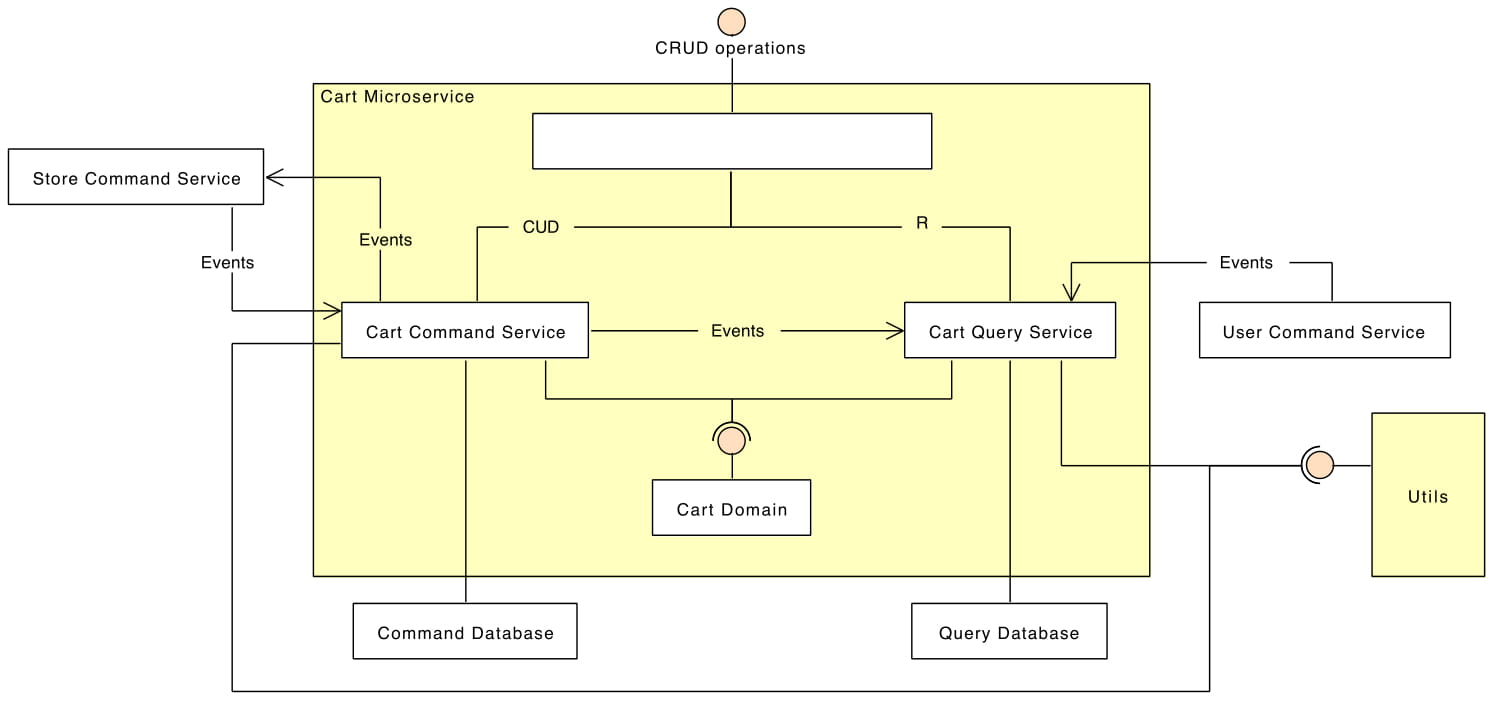 CRUD operations
Cart Microservice
Store Command Service
CUD
R
Events
Events
Events
Cart Command Service
Events
Cart Query Service
User Command Service
Utils
Cart Domain
Command Database
Query Database